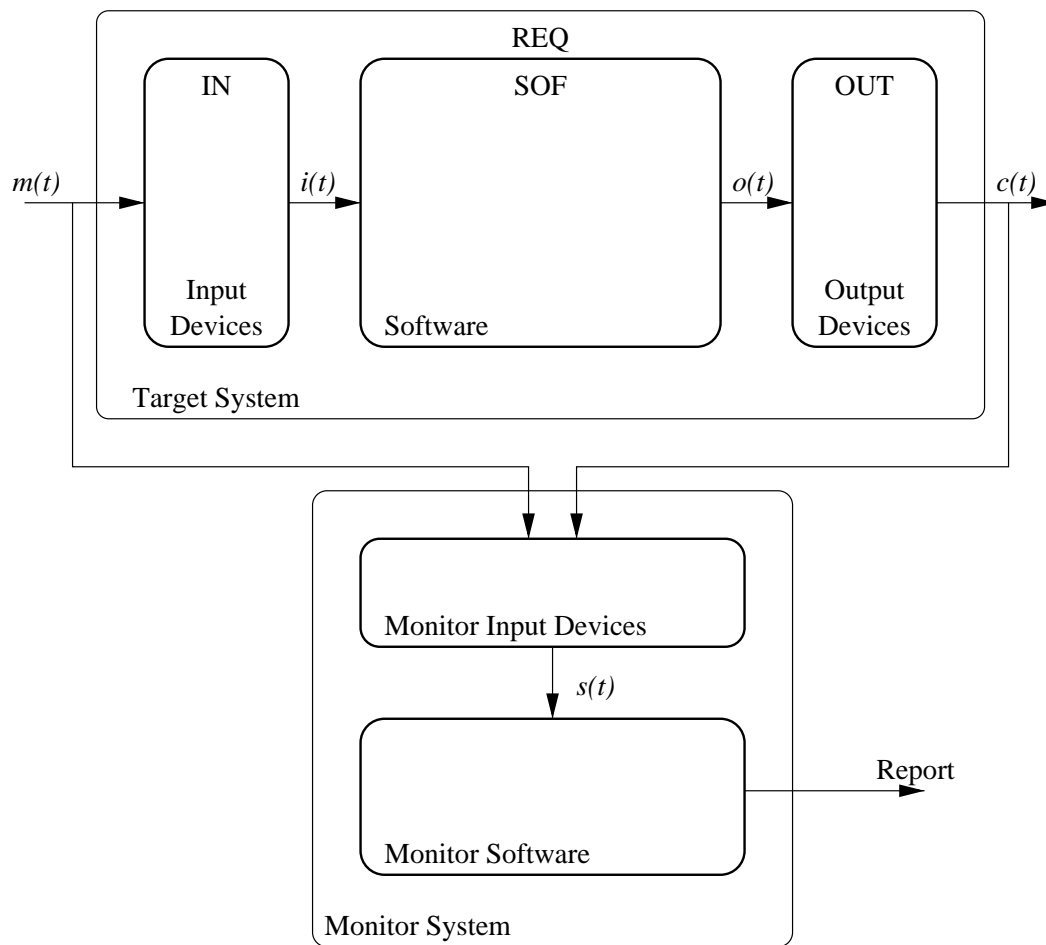 REQ
IN
SOF
OUT
m(t)
i(t)
o(t)
c(t)
Input
Devices
Software
Output
Devices
Target System
Monitor Input Devices
s(t)
Report
Monitor Software
Monitor System